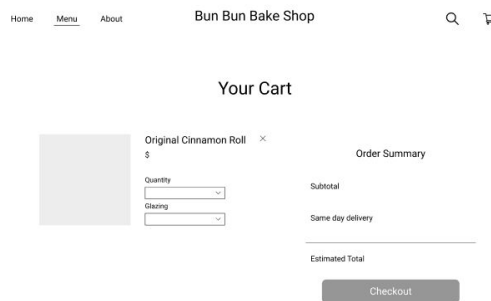 Home Menu About Bun Bun Bake Shop
Your Cart
Original Cinnamon Roll
$
Quantity
Glazing
Order Summary
Subtotal
Same day delivery
Estimated Total
Checkout